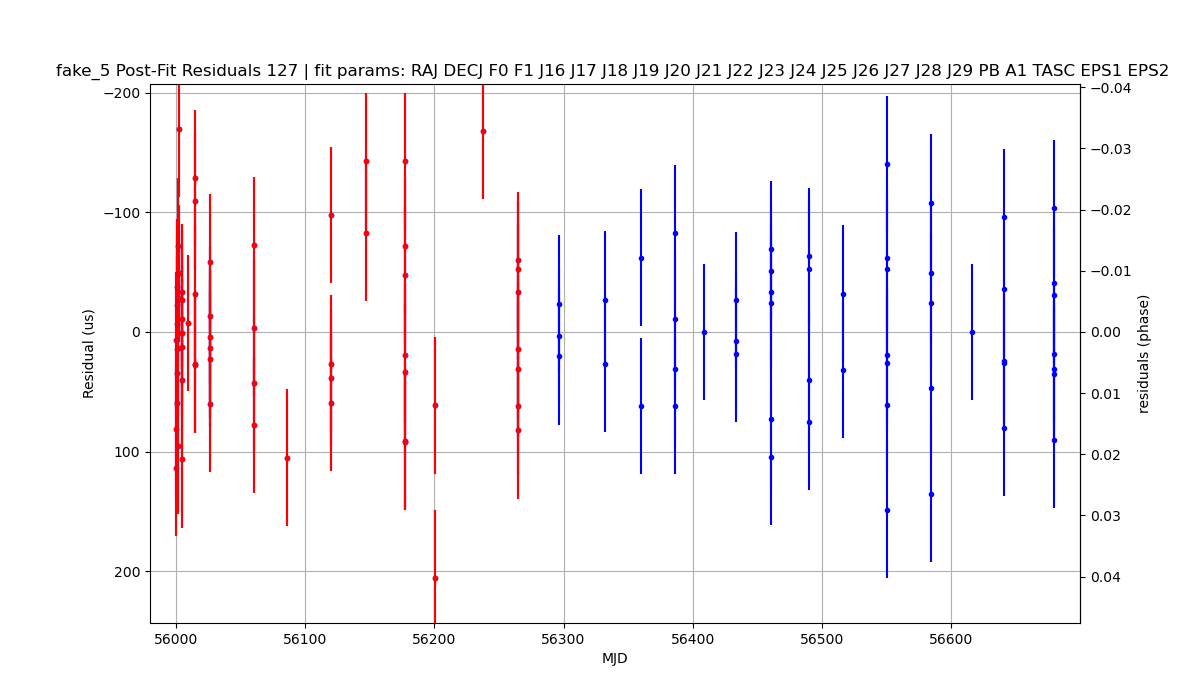 fake_5 Post-Fit Residuals 127 | fit params: RAJ DECJ F0 F1 J16 J17 J18 J19 J20 J21 J22 J23 J24 J25 J26 J27 J28 J29 PB A1 TASC EPS1 EPS2
−200
−100
0
100
200
Residual (us)
−0.04
−0.03
−0.02
−0.01
0.00
0.01
0.02
0.03
0.04
residuals (phase)
56000 56100 56200 56300 56400 56500 56600
MJD